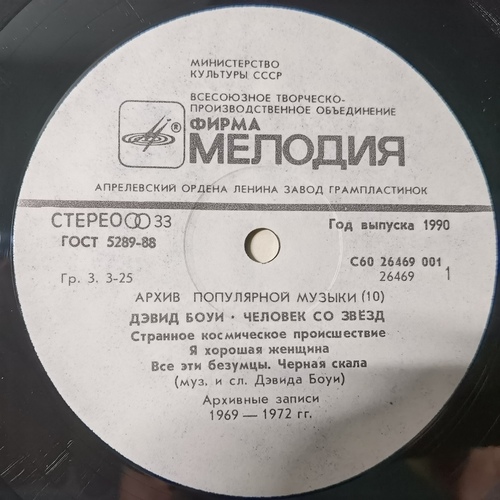 МИНИСТЕРСТВО
КУЛЬТУРЫ СССР
ВСЕСОЮЗНОЕ ТВОРЧЕСКО-
ПРОИЗВОДСТВЕННОЕ ОБЪЕДИНЕНИЕ
® ФИРМА
МЕЛОДИЯ
АПРЕЛЕВСКИЙ ОРДЕНА ЛЕНИНА ЗАВОД ГРАМПЛАСТИНОК
СТЕРЕО 33
Год выпуска 1990
ГОСТ 5289-88
С60 26469 001
Гр. 3. 3-25
26469 1
АРХИВ ПОПУЛЯРНОЙ МУЗЫКИ (10)
ДЭВИД БОУИ · ЧЕЛОВЕК СО ЗВЁЗД
Странное космическое происшествие
Я хорошая женщина
Все эти безумцы. Черная скала
(муз. и сл. Дэвида Боуи)
Архивные записи
1969 — 1972 гг.